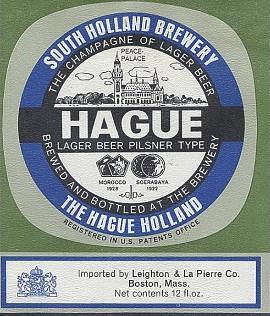 SOUTH HOLLAND BREWERY
THE CHAMPAGNE OF LAGER BEER
PEACE-
PALACE
HAGUE
LAGER BEER PILSNER TYPE
MOROCCO
1928
SOERABAYA
1922
BREWED AND BOTTLED AT THE BREWERY
THE HAGUE HOLLAND
REGISTERED IN U.S. PATENTS OFFICE
Imported by Leighton & La Pierre Co.
Boston, Mass.
Net contents 12 fl.oz.